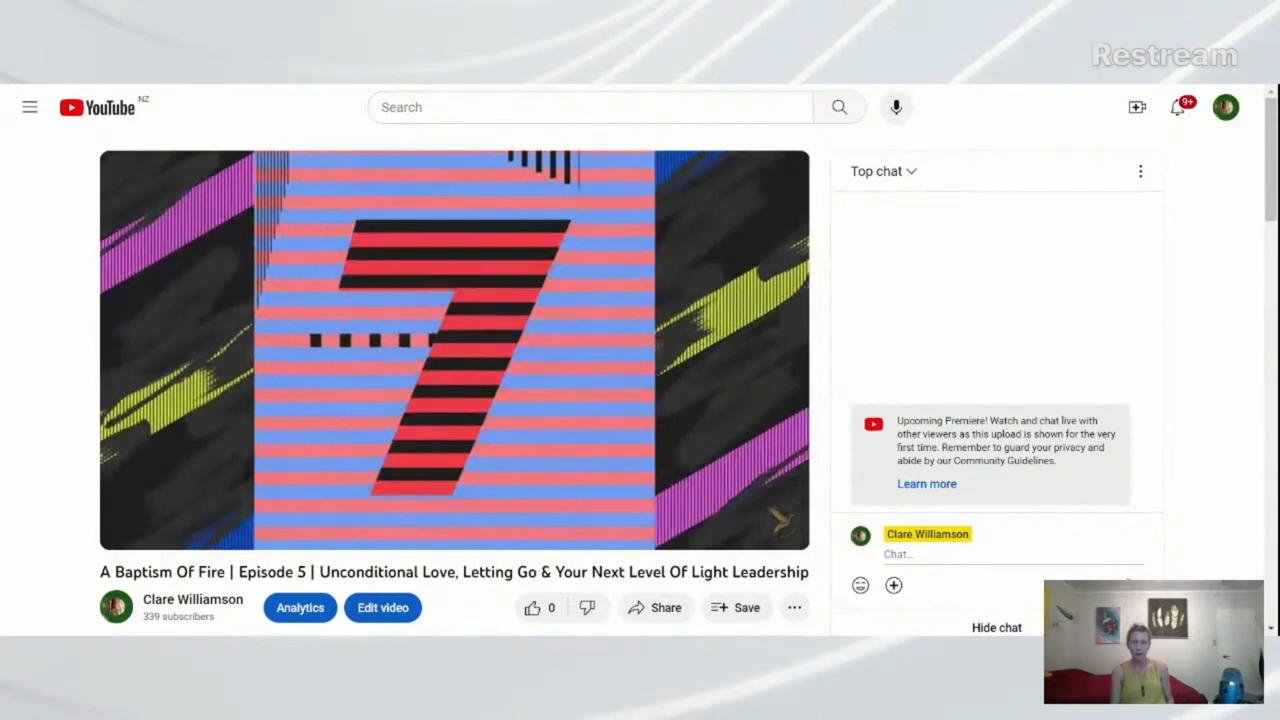 Restream
YouTube NZ
Search
9+
Top chat
7
Upcoming Premiere! Watch and chat live with
other viewers as this upload is shown for the very
first time. Remember to guard your privacy and
abide by our Community Guidelines.
Learn more
Clare Williamson
Chat...
A Baptism Of Fire | Episode 5 | Unconditional Love, Letting Go & Your Next Level Of Light Leadership
Clare Williamson
339 subscribers
Analytics
Edit video
0
Share
Save
Hide chat